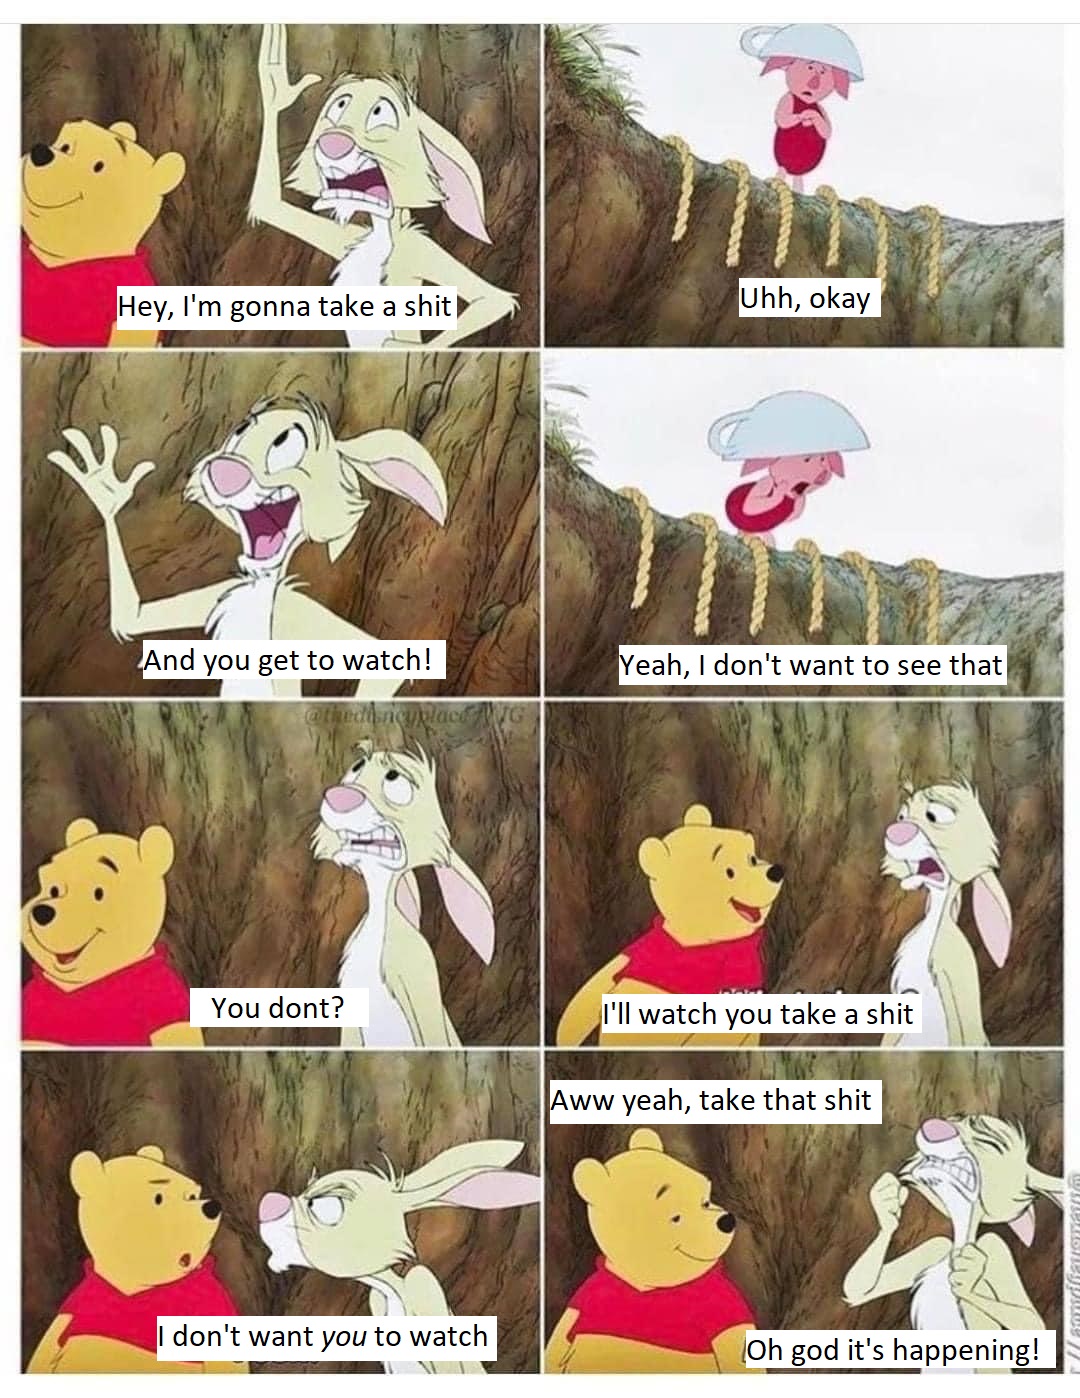 Hey, I'm gonna take a shit
Uhh, okay
And you get to watch!
Yeah, I don't want to see that
You dont?
I'll watch you take a shit
I don't want you to watch
Aww yeah, take that shit
Oh god it's happening!